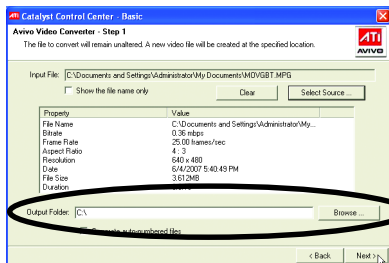 ATI Catalyst Control Center - Basic
Avivo Video Converter - Step 1
The file to convert will remain unaltered. A new video file will be created at the specified location.
ATI
AVIVO
Input File: C:\Documents and Settings\Administrator\My Documents\MOVGBT.MPG
Show the file name only
Clear
Select Source ...
Property Value
File Name C:\Documents and Settings\Administrator\My...
Bitrate 0.36 mbps
Frame Rate 25.00 frames/sec
Aspect Ratio 4 : 3
Resolution 640 x 480
Date 6/4/2007 5:40:49 PM
File Size 3.612MB
Duration
Output Folder: C:\
Browse ...
auto-numbered files
< Back
Next >